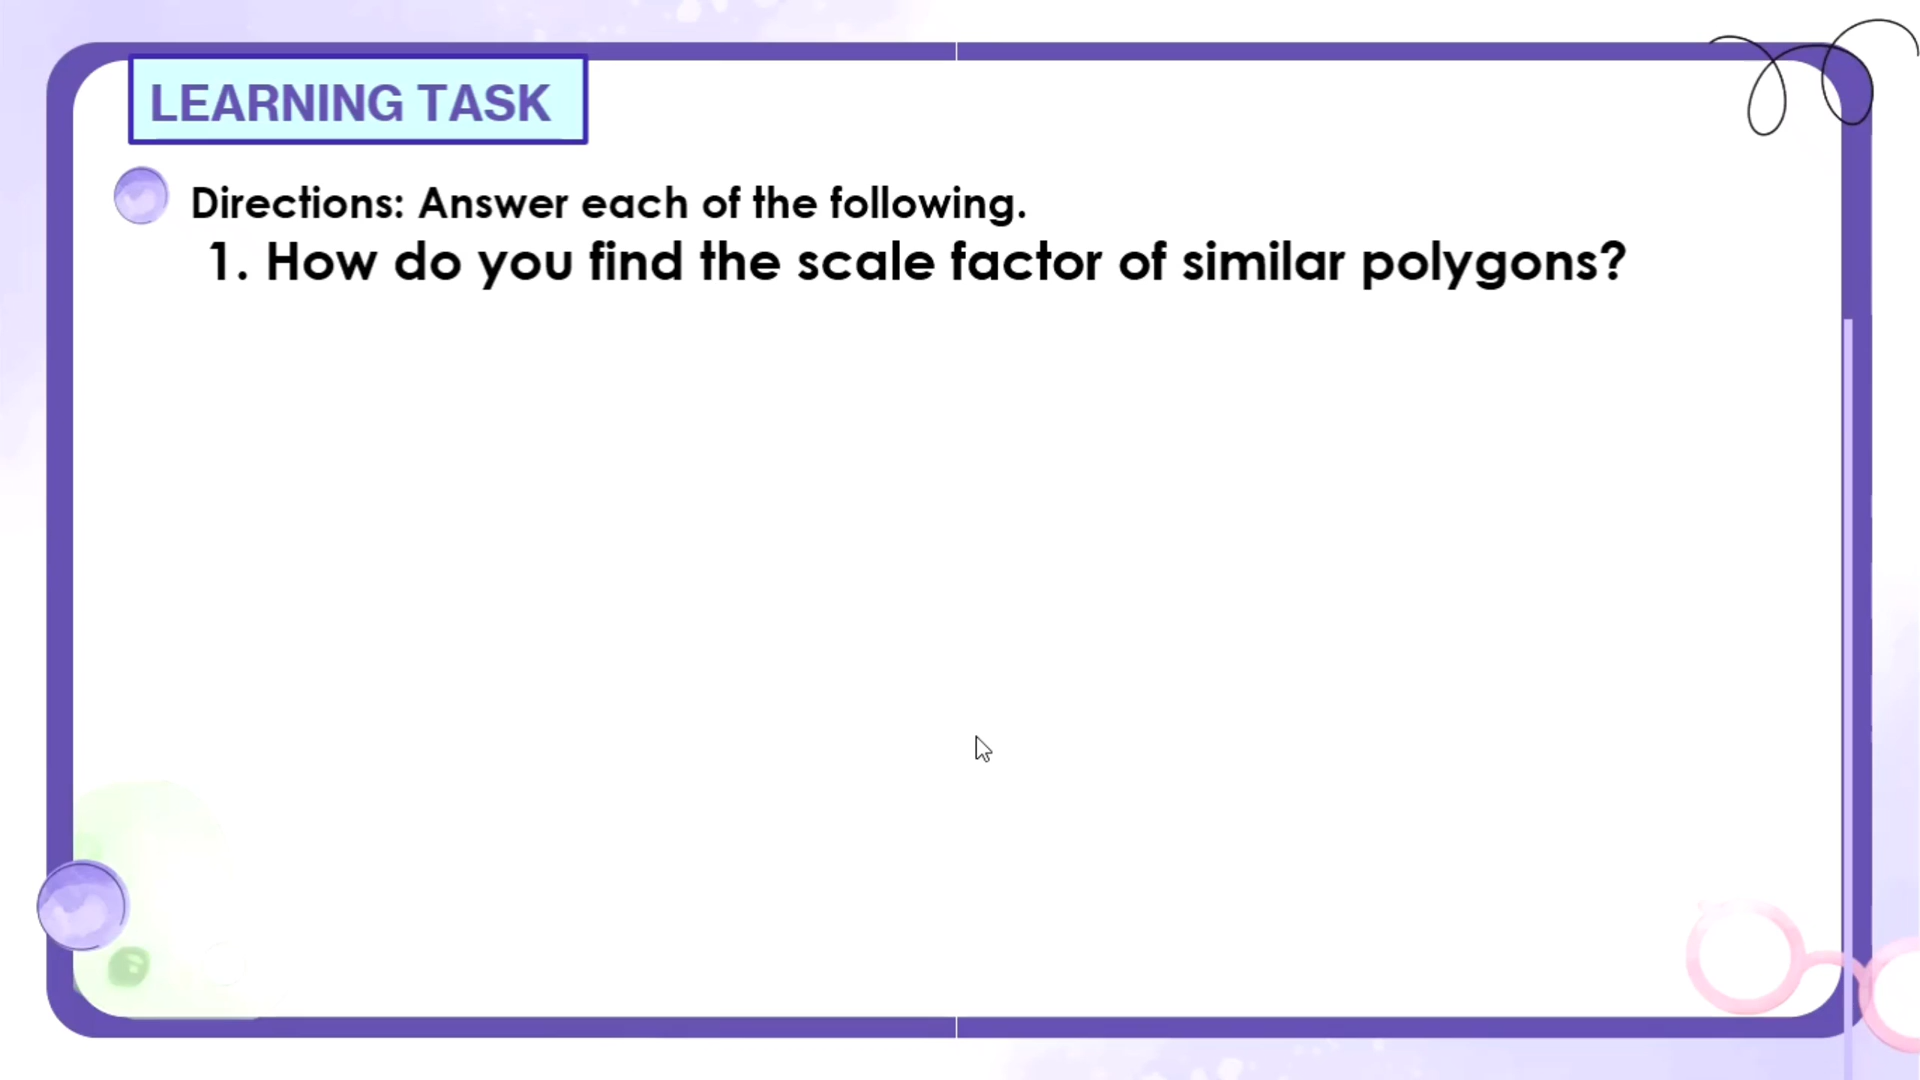 LEARNING TASK
Directions: Answer each of the following.
1. How do you find the scale factor of similar polygons?